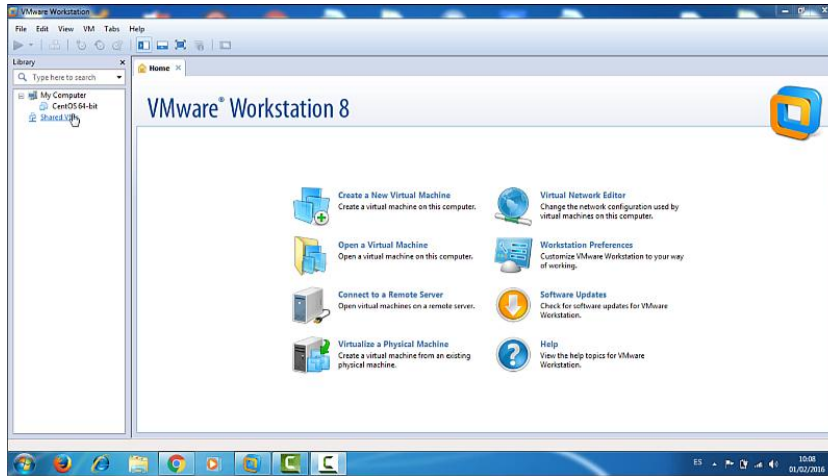 VMware Workstation
File Edit View VM Tabs Help
Library
Type here to search
My Computer
CentOS 64-bit
Shared
Home
VMware® Workstation 8
Create a New Virtual Machine
Create a virtual machine on this computer.
Open a Virtual Machine
Open a virtual machine on this computer.
Connect to a Remote Server
Open virtual machines on a remote server.
Virtualize a Physical Machine
Create a virtual machine from an existing
physical machine.
Virtual Network Editor
Change the network configuration used by
virtual machines on this computer.
Workstation Preferences
Customize VMware Workstation to your way
of working.
Software Updates
Check for software updates for VMware
Workstation.
Help
View the help topics for VMware
Workstation.
ES
10:08
01/02/2016